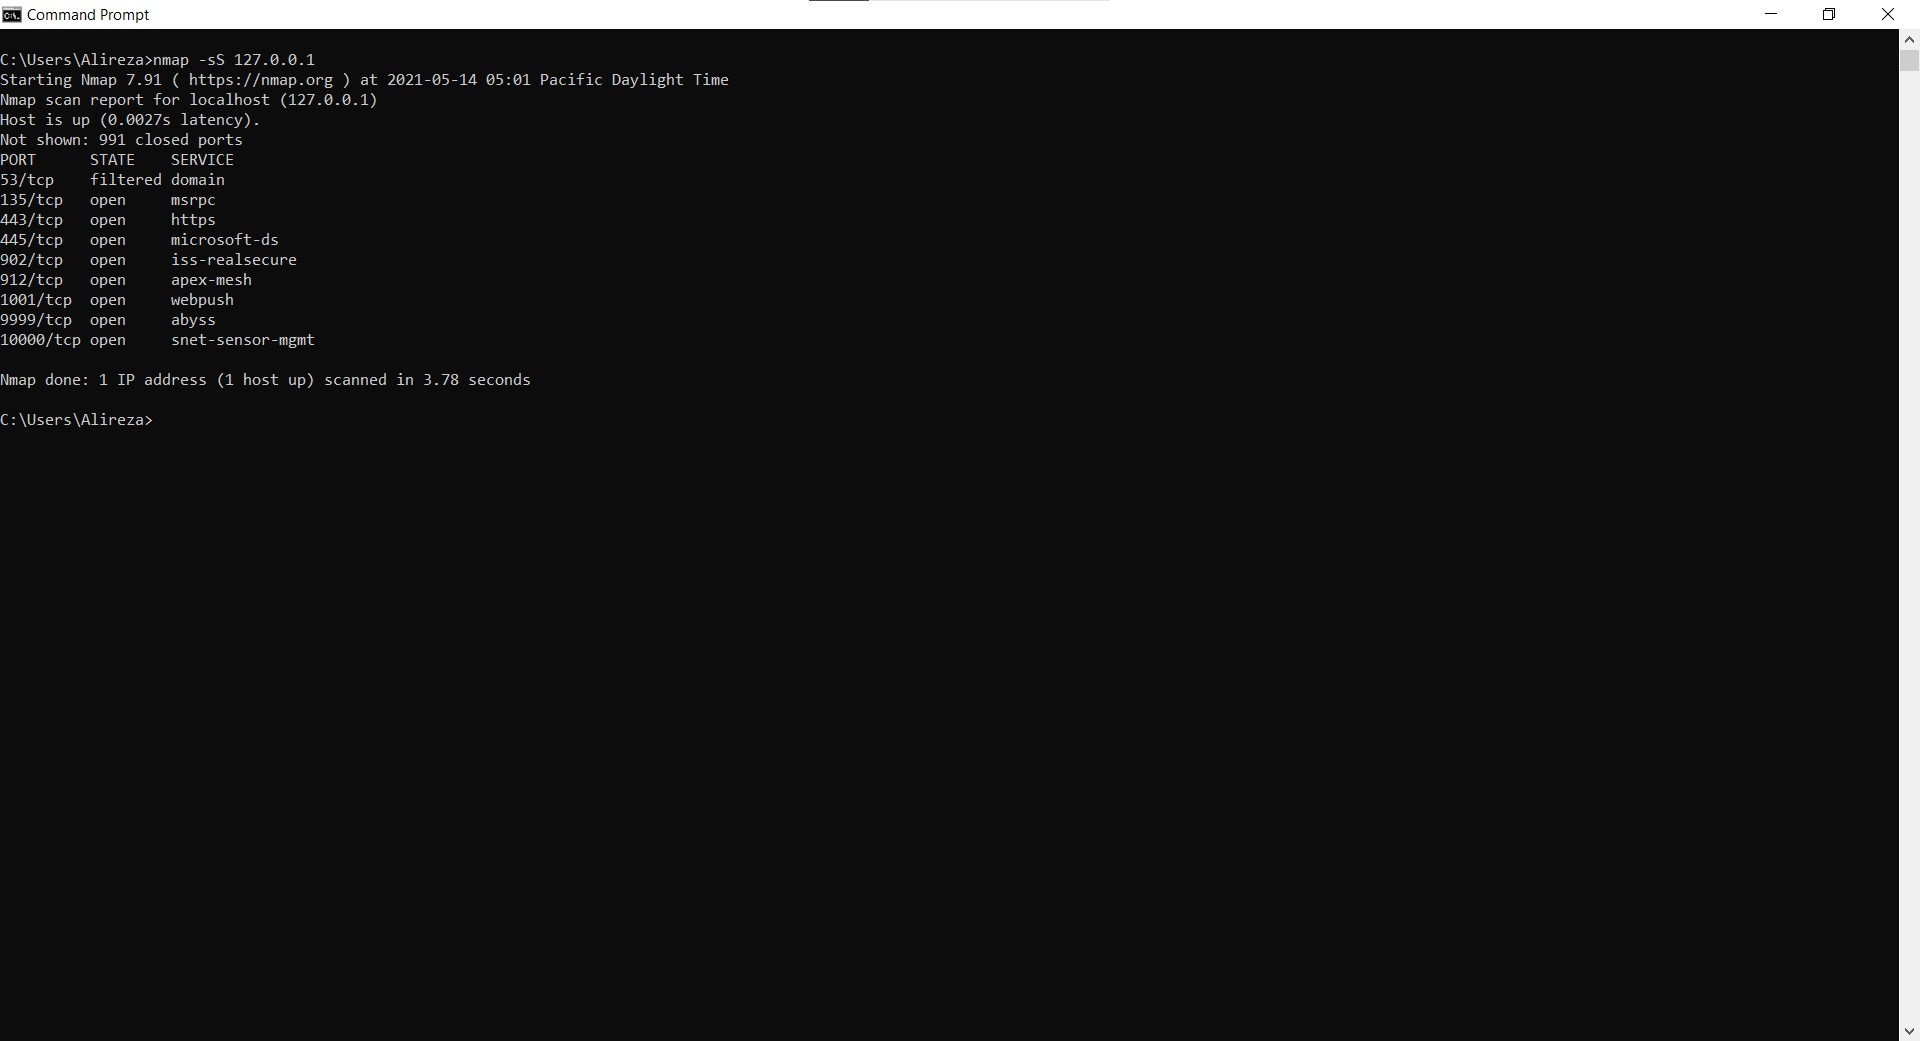 Command Prompt
C:\Users\Alireza>nmap -sS 127.0.0.1
Starting Nmap 7.91 ( https://nmap.org ) at 2021-05-14 05:01 Pacific Daylight Time
Nmap scan report for localhost (127.0.0.1)
Host is up (0.0027s latency).
Not shown: 991 closed ports
PORT      STATE    SERVICE
53/tcp    filtered domain
135/tcp   open     msrpc
443/tcp   open     https
445/tcp   open     microsoft-ds
902/tcp   open     iss-realsecure
912/tcp   open     apex-mesh
1001/tcp  open     webpush
9999/tcp  open     abyss
10000/tcp open     snet-sensor-mgmt
Nmap done: 1 IP address (1 host up) scanned in 3.78 seconds
C:\Users\Alireza>